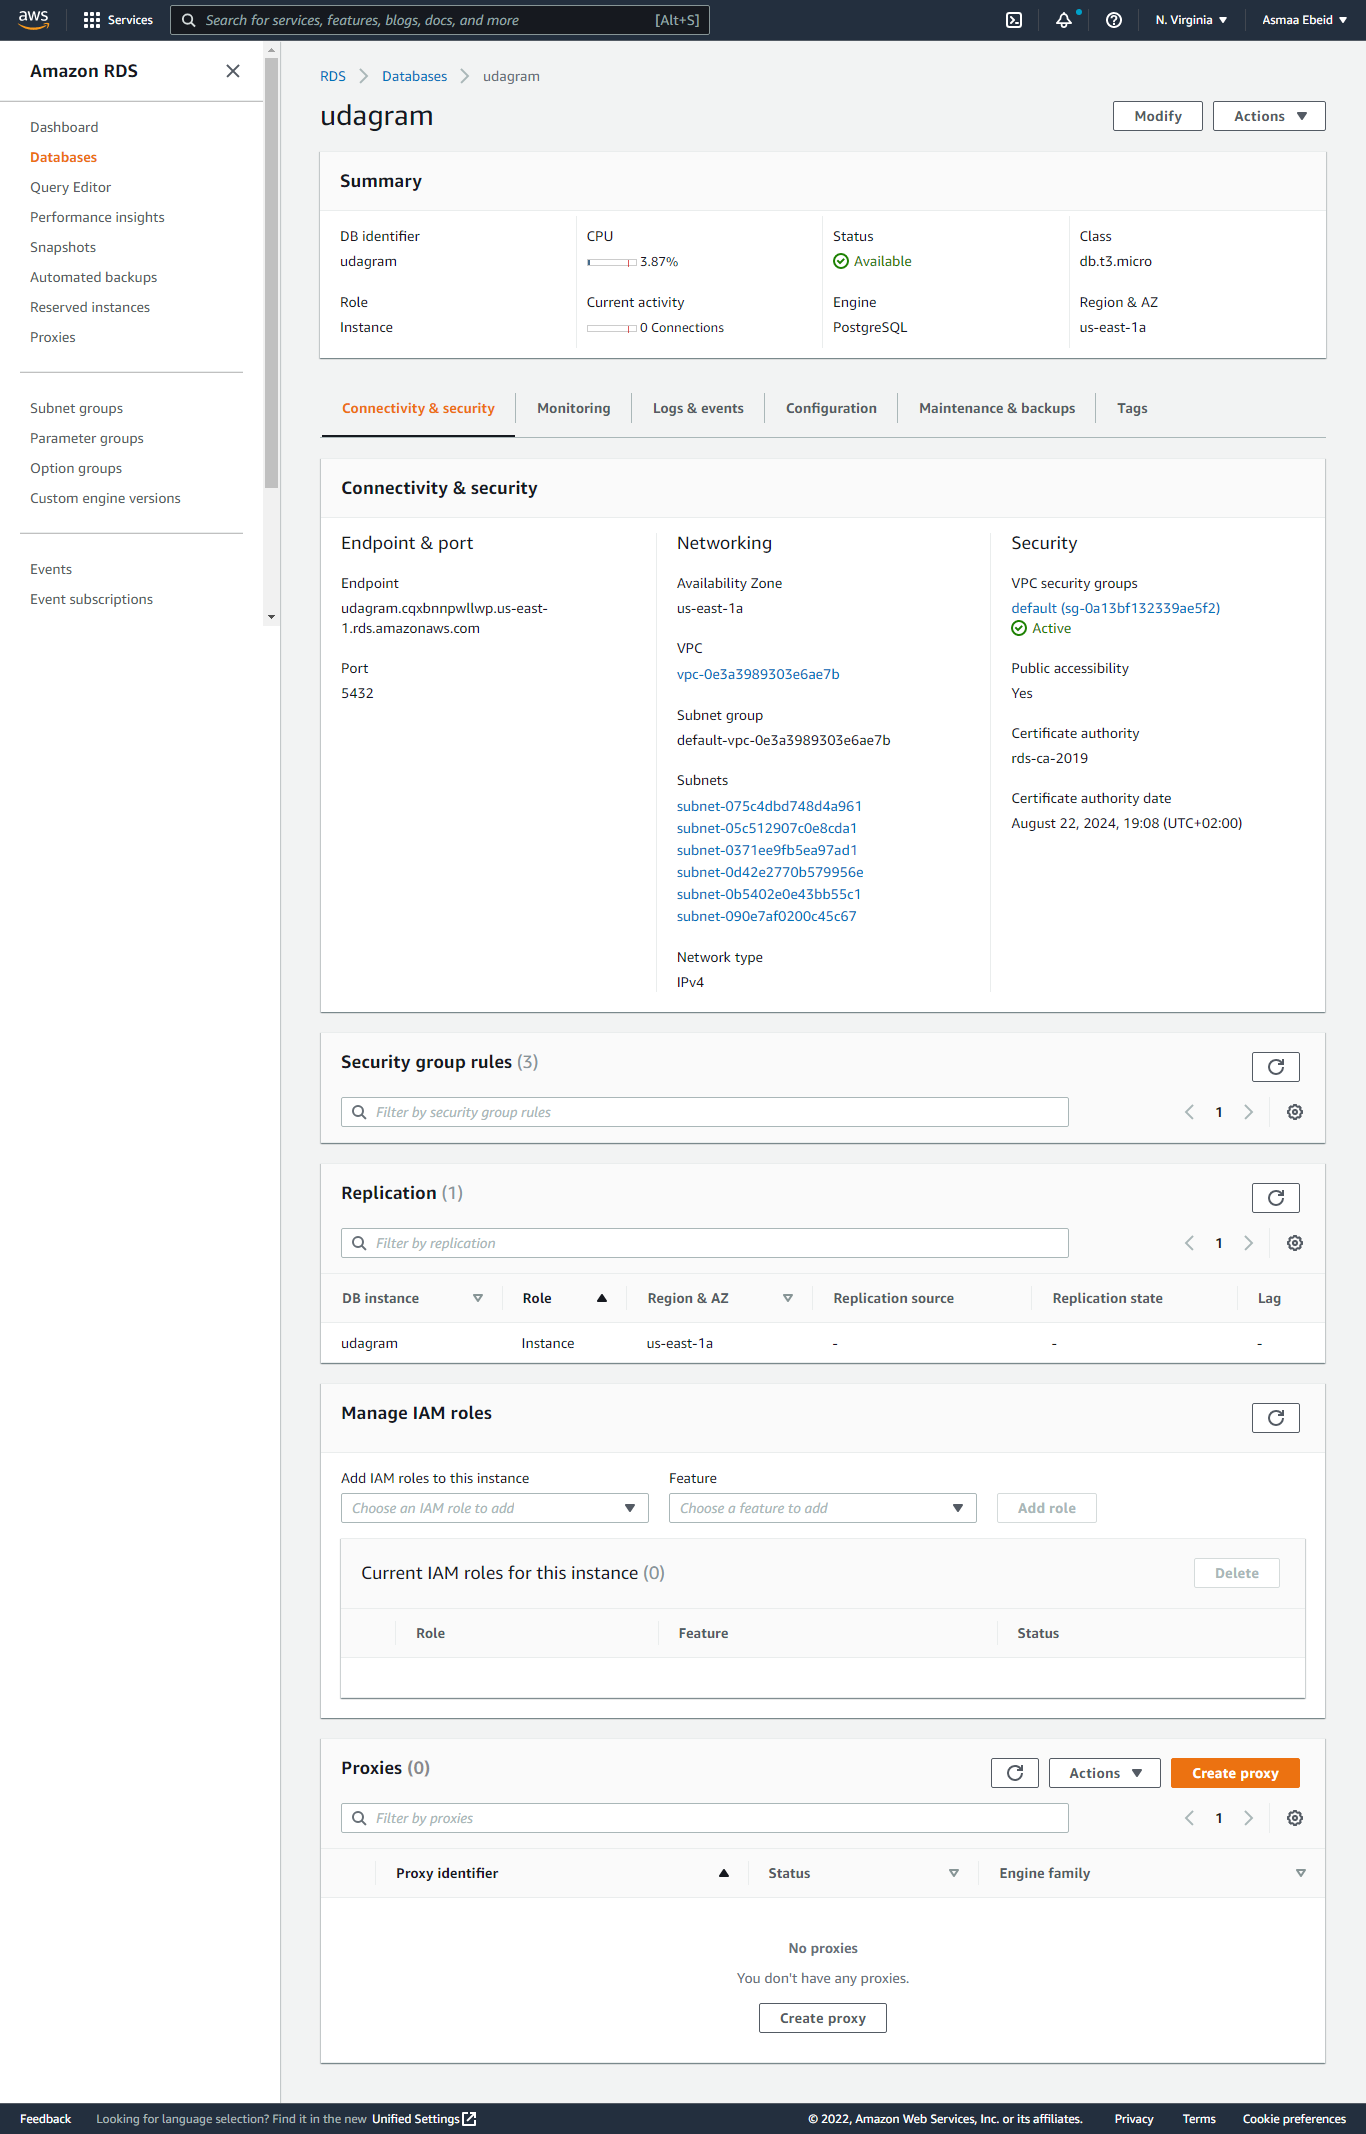 aws Services Search for services, features, blogs, docs, and more [Alt+S] N. Virginia Asmaa Ebeid
Amazon RDS
Dashboard
Databases
Query Editor
Performance insights
Snapshots
Automated backups
Reserved instances
Proxies
Subnet groups
Parameter groups
Option groups
Custom engine versions
Events
Event subscriptions
RDS Databases udagram
udagram
Modify Actions
Summary
DB identifier
udagram
CPU
3.87%
Status
Available
Class
db.t3.micro
Role
Instance
Current activity
0 Connections
Engine
PostgreSQL
Region & AZ
us-east-1a
Connectivity & security Monitoring Logs & events Configuration Maintenance & backups Tags
Connectivity & security
Endpoint & port
Endpoint
udagram.cqxbnnpwllwp.us-east-
1.rds.amazonaws.com
Port
5432
Networking
Availability Zone
us-east-1a
VPC
vpc-0e3a3989303e6ae7b
Subnet group
default-vpc-0e3a3989303e6ae7b
Subnets
subnet-075c4dbd748d4a961
subnet-05c512907c0e8cda1
subnet-0371ee9fb5ea97ad1
subnet-0d42e2770b579956e
subnet-0b5402e0e43bb55c1
subnet-090e7af0200c45c67
Network type
IPv4
Security
VPC security groups
default (sg-0a13bf132339ae5f2)
Active
Public accessibility
Yes
Certificate authority
rds-ca-2019
Certificate authority date
August 22, 2024, 19:08 (UTC+02:00)
Security group rules (3)
Filter by security group rules 1
Replication (1)
Filter by replication 1
DB instance Role Region & AZ Replication source Replication state Lag
udagram Instance us-east-1a - - -
Manage IAM roles
Add IAM roles to this instance Feature
Choose an IAM role to add Choose a feature to add Add role
Current IAM roles for this instance (0) Delete
Role Feature Status
Proxies (0) Actions Create proxy
Filter by proxies 1
Proxy identifier Status Engine family
No proxies
You don't have any proxies.
Create proxy
Feedback Looking for language selection? Find it in the new Unified Settings © 2022, Amazon Web Services, Inc. or its affiliates. Privacy Terms Cookie preferences